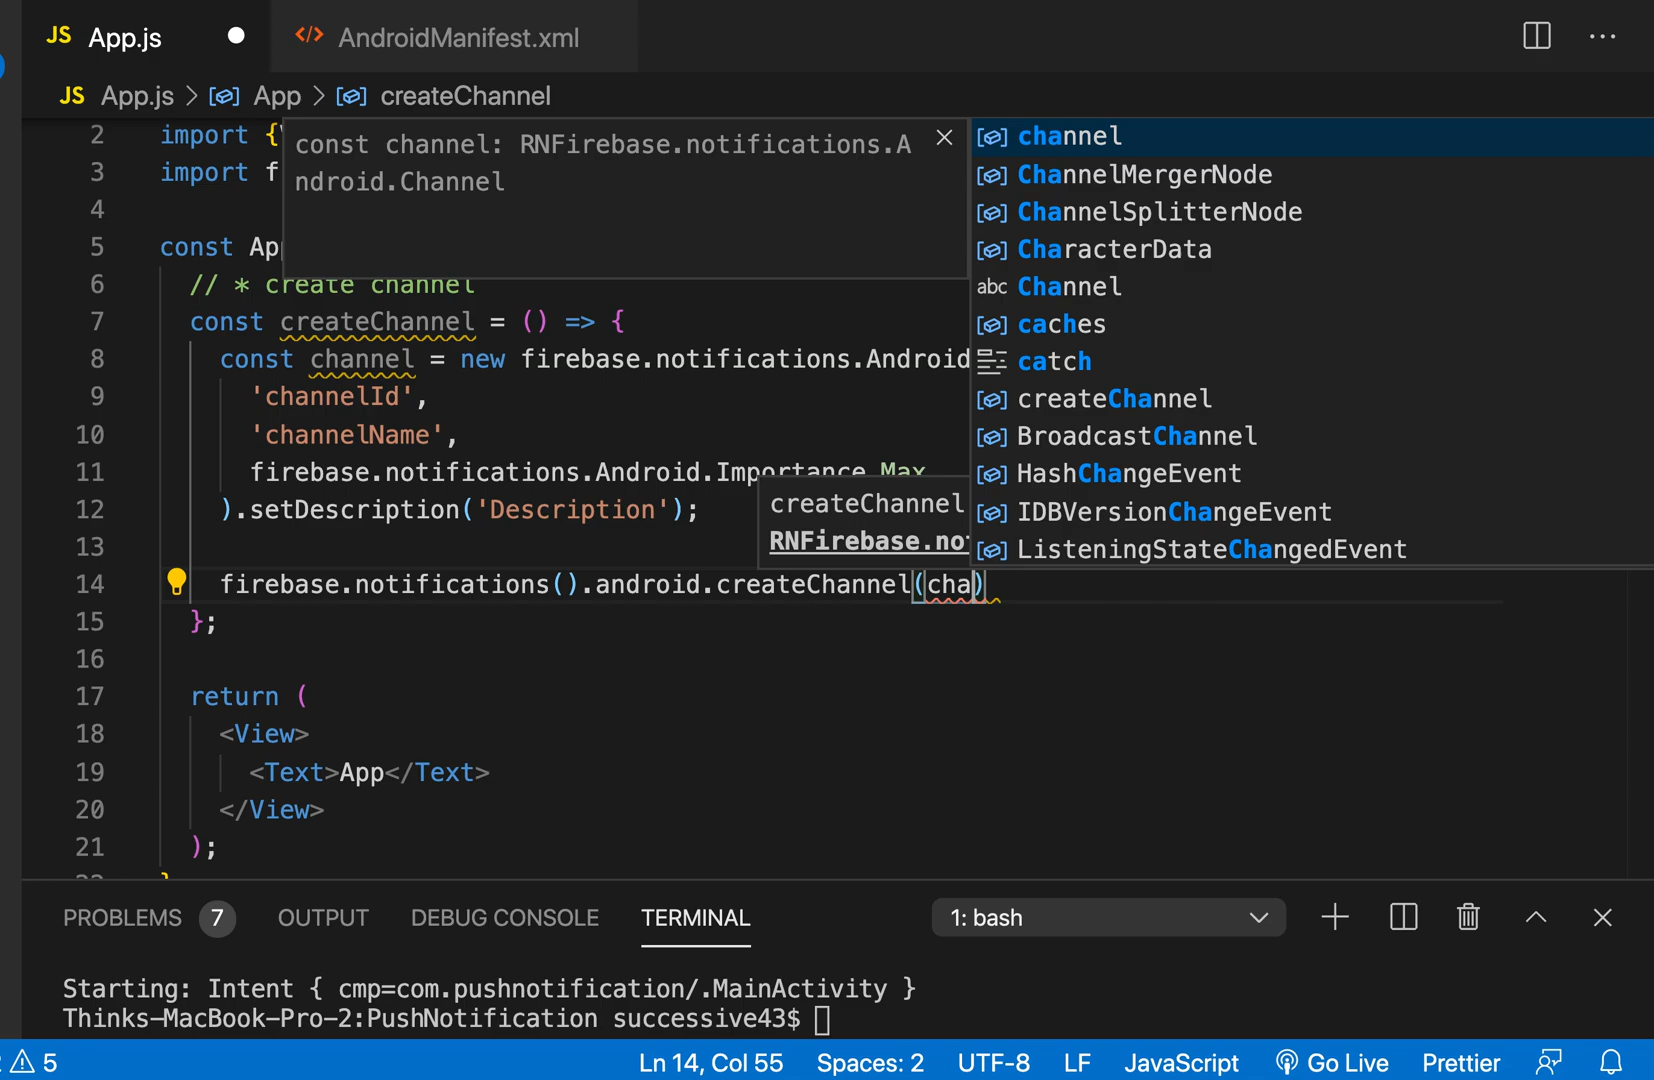 JS App.js
</> AndroidManifest.xml
...
JS App.js > App > createChannel
2 import {
3 import f
4
5 const Ap
6 // * create channel
7 const createChannel = () => {
8 const channel = new firebase.notifications.Android
9 'channelId',
10 'channelName',
11 firebase.notifications.Android.Importance.Max
12 ).setDescription('Description');
13
14 firebase.notifications().android.createChannel(cha)
15 };
16
17 return (
18 <View>
19 <Text>App</Text>
20 </View>
21 );
const channel: RNFirebase.notifications.A
ndroid.Channel
channel
ChannelMergerNode
ChannelSplitterNode
CharacterData
abc Channel
caches
catch
createChannel
BroadcastChannel
HashChangeEvent
IDBVersionChangeEvent
ListeningStateChangedEvent
createChannel
RNFirebase.no
PROBLEMS 7 OUTPUT DEBUG CONSOLE TERMINAL 1: bash
Starting: Intent { cmp=com.pushnotification/.MainActivity }
Thinks-MacBook-Pro-2:PushNotification successive43$
5 Ln 14, Col 55 Spaces: 2 UTF-8 LF JavaScript Go Live Prettier